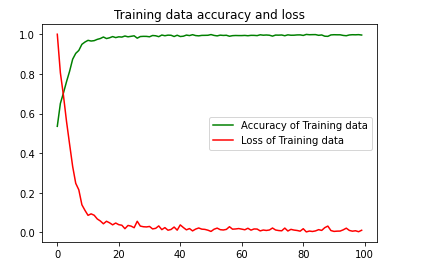 Training data accuracy and loss
1.0
0.8
0.6
0.4
0.2
0.0
Accuracy of Training data
Loss of Training data
0 20 40 60 80 100